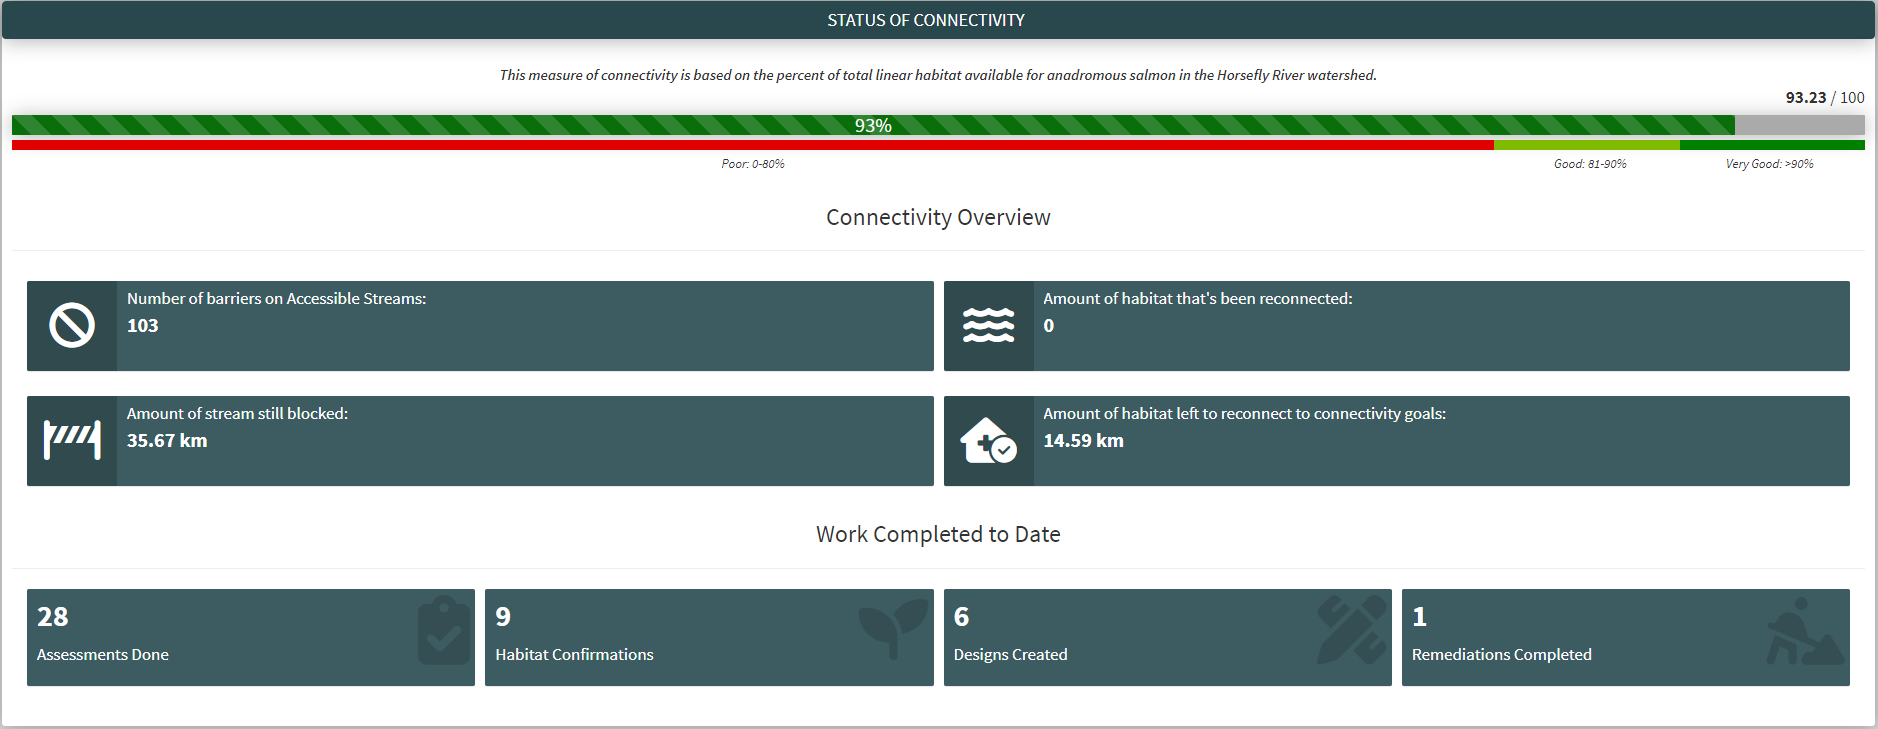 STATUS OF CONNECTIVITY
This measure of connectivity is based on the percent of total linear habitat available for anadromous salmon in the Horsefly River watershed.
93.23 / 100
93%
Poor: 0-80%
Good: 81-90%
Very Good: >90%
Connectivity Overview
Number of barriers on Accessible Streams:
103
Amount of habitat that's been reconnected:
0
Amount of stream still blocked:
35.67 km
Amount of habitat left to reconnect to connectivity goals:
14.59 km
Work Completed to Date
28
Assessments Done
9
Habitat Confirmations
6
Designs Created
1
Remediations Completed